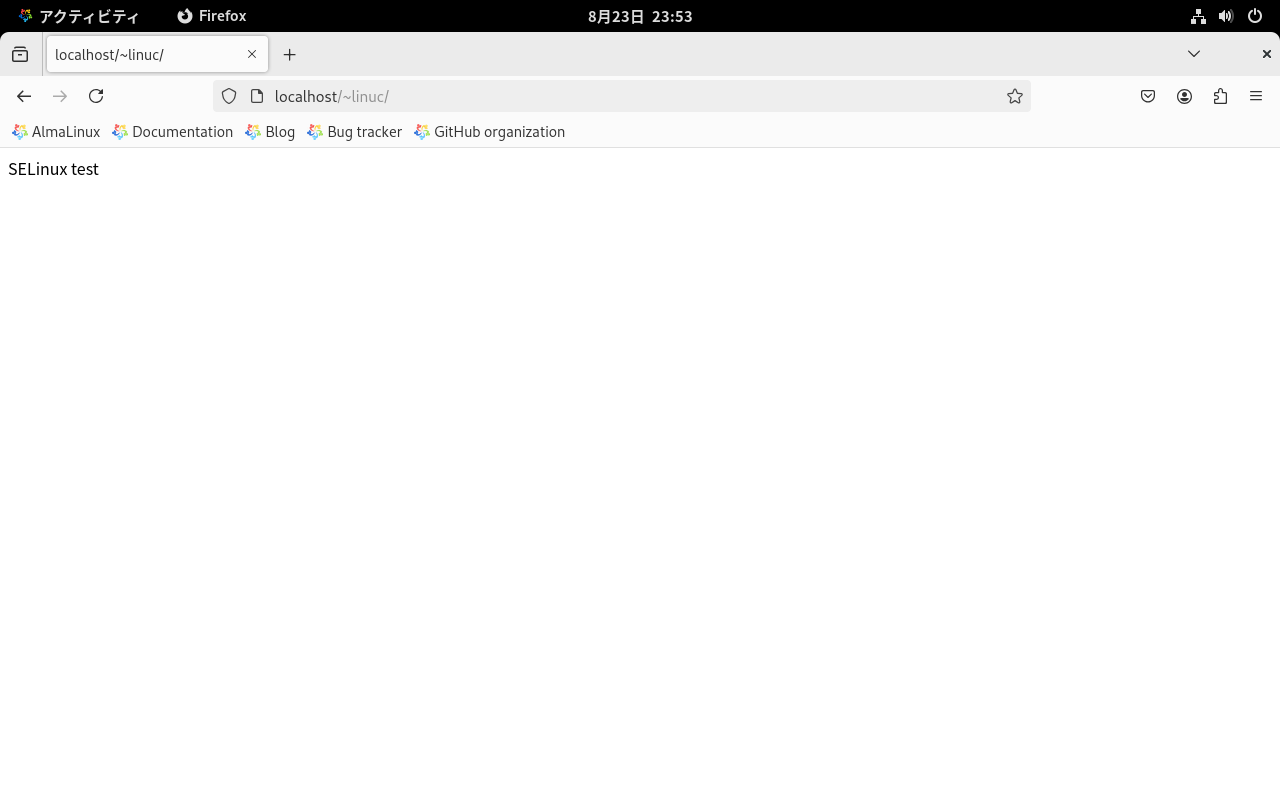 アクティビティ Firefox 8月23日 23:53
localhost/~linuc/
localhost/~linuc/
AlmaLinux Documentation Blog Bug tracker GitHub organization
SELinux test